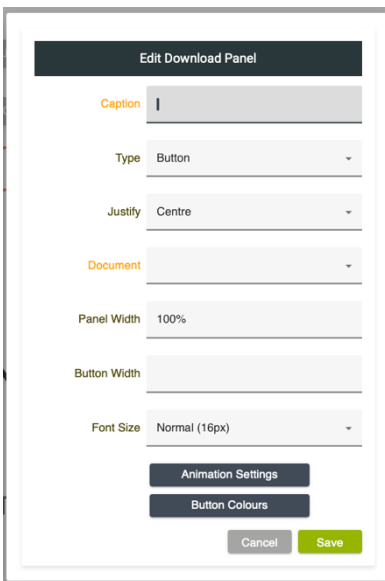 Edit Download Panel
Caption
Type Button
Justify Centre
Document
Panel Width 100%
Button Width
Font Size Normal (16px)
Animation Settings
Button Colours
Cancel Save